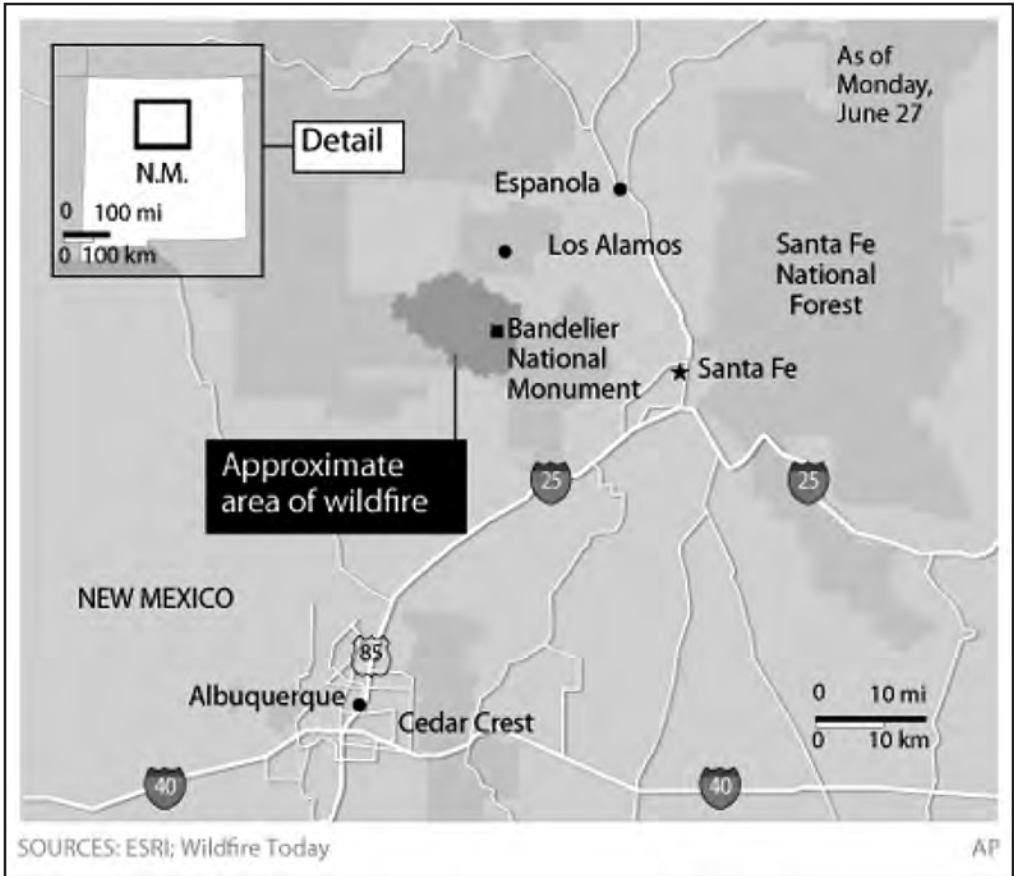 As of
Monday,
June 27
Detail
N.M.
0 100 mi
0 100 km
Espanola
Los Alamos
Santa Fe
National
Forest
Bandelier
National
Monument
Santa Fe
Approximate
area of wildfire
25
25
NEW MEXICO
85
Albuquerque
Cedar Crest
0 10 mi
0 10 km
40
40
SOURCES: ESRI; Wildfire Today
AP